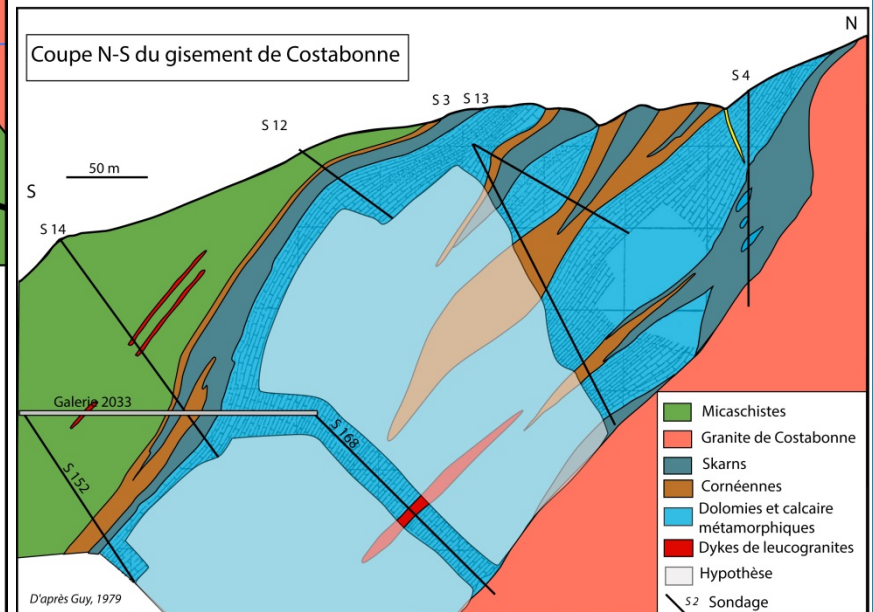 Coupe N-S du gisement de Costabonne
N
S 4
S 3 S 13
S 12
50 m
S
S 14
Galerie 2033
S 168
S 152
Micaschistes
Granite de Costabonne
Skarns
Cornéennes
Dolomies et calcaire
métamorphiques
Dykes de leucogranites
Hypothèse
S 2 Sondage
D'après Guy, 1979